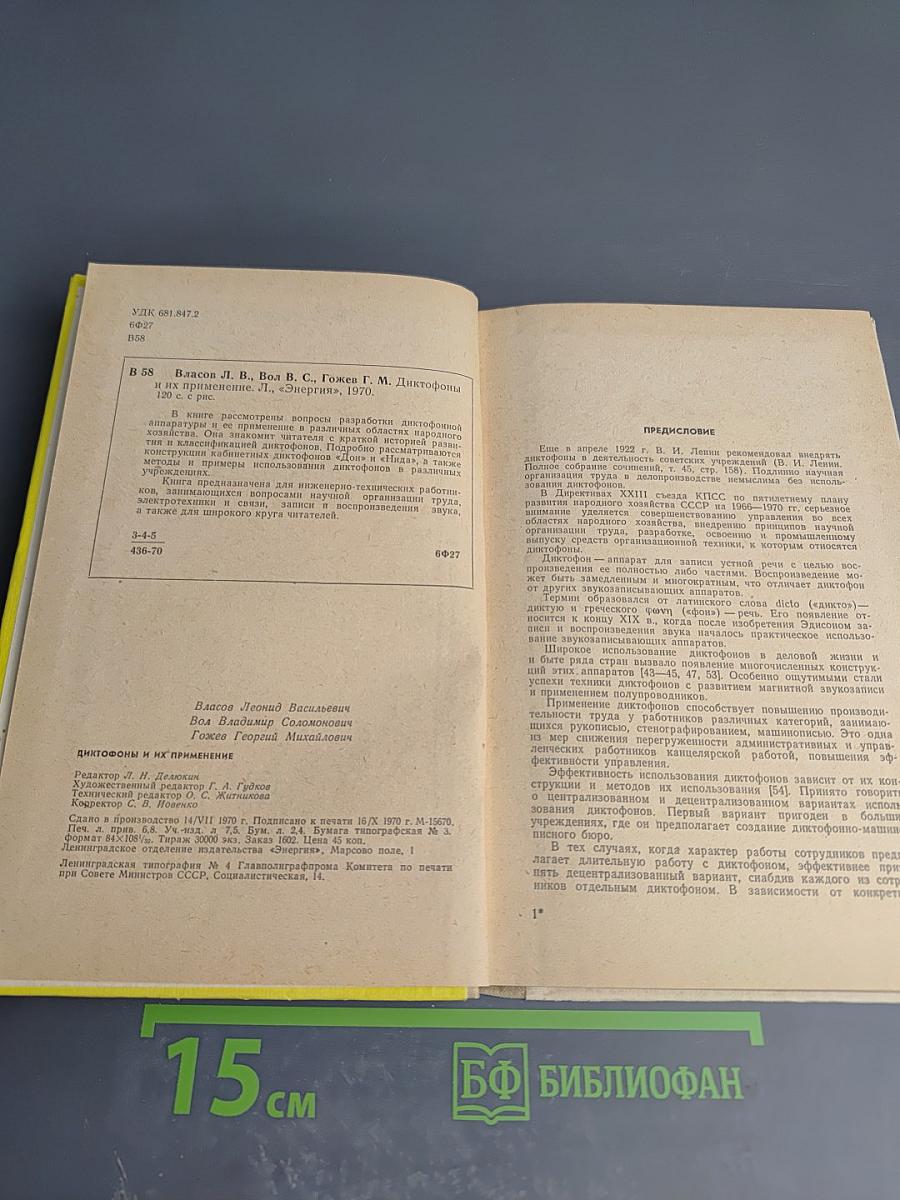 УДК 681.847.2
6Ф27
В58
В 58 Власов Л. В., Вол В. С., Гожев Г. М. Диктофоны
и их применение. Л., «Энергия», 1970.
120 с. с рис.
В книге рассмотрены вопросы разработки диктофонной
аппаратуры и ее применение в различных областях народного
хозяйства. Она знакомит читателя с краткой историей разви-
тия и классификацией диктофонов. Подробно рассматриваются
конструкции кабинетных диктофонов «Дон» и «Нида», а также
методы и примеры использования диктофонов в различных
учреждениях.
Книга предназначена для инженерно-технических работни-
ков, занимающихся вопросами научной организации труда,
электротехники и связи, записи и воспроизведения звука,
а также для широкого круга читателей.
3-4-5
436-70
6Ф27
Власов Леонид Васильевич
Вол Владимир Соломонович
Гожев Георгий Михайлович
ДИКТОФОНЫ И ИХ ПРИМЕНЕНИЕ
Редактор Л. Н. Делюкин
Художественный редактор Г. А. Гудков
Технический редактор О. С. Житникова
Корректор С. В. Иовенко
Сдано в производство 14/VII 1970 г. Подписано к печати 16/X 1970 г. М-15670.
Печ. л. прив. 6,8. Уч.-изд. л 7,5. Бум. л. 2,4. Бумага типографская № 3.
формат 84×108¹/₃₂. Тираж 30000 экз. Заказ 1602. Цена 45 коп.
Ленинградское отделение издательства «Энергия», Марсово поле, 1
Ленинградская типография № 4 Главполиграфпрома Комитета по печати
при Совете Министров СССР, Социалистическая, 14.
ПРЕДИСЛОВИЕ
Еще в апреле 1922 г. В. И. Ленин рекомендовал внедрять
диктофоны в деятельность советских учреждений (В. И. Ленин.
Полное собрание сочинений, т. 45, стр. 158). Подлинно научная
организация труда в делопроизводстве немыслима без исполь-
зования диктофонов.
В Директивах XXIII съезда КПСС по пятилетнему плану
развития народного хозяйства СССР на 1966—1970 гг. серьезное
внимание уделяется совершенствованию управления во всех
областях народного хозяйства, внедрению принципов научной
организации труда, разработке, освоению и промышленному
выпуску средств организационной техники, к которым относятся
диктофоны.
Диктофон — аппарат для записи устной речи с целью вос-
произведения ее полностью либо частями. Воспроизведение мо-
жет быть замедленным и многократным, что отличает диктофон
от других звукозаписывающих аппаратов.
Термин образовался от латинского слова dicto («дикто») —
диктую и греческого φωνη («фон») — речь. Его появление от-
носится к концу XIX в., когда после изобретения Эдисоном за-
писи и воспроизведения звука началось практическое использо-
вание звукозаписывающих аппаратов.
Широкое использование диктофонов в деловой жизни и
и быте ряда стран вызвало появление многочисленных конструк-
ций этих аппаратов [43—45, 47, 53]. Особенно ощутимыми стали
успехи техники диктофонов с развитием магнитной звукозаписи
и применением полупроводников.
Применение диктофонов способствует повышению производи-
тельности труда у работников различных категорий, занимаю-
щихся рукописью, стенографированием, машинописью. Это одна
из мер снижения перегруженности административных и управ-
ленческих работников канцелярской работой, повышения эф-
фективности управления.
Эффективность использования диктофонов зависит от их кон-
струкции и методов их использования [54]. Принято говорить
о централизованном и децентрализованном вариантах исполь
зования диктофонов. Первый вариант пригоден в больши
учреждениях, где он предполагает создание диктофонно-машино
писного бюро.
В тех случаях, когда характер работы сотрудников предп
лагает длительную работу с диктофоном, эффективнее прим
нять децентрализованный вариант, снабдив каждого из сотр
ников отдельным диктофоном. В зависимости от конкретн
1*
15 см
БФ БИБЛИОФАН